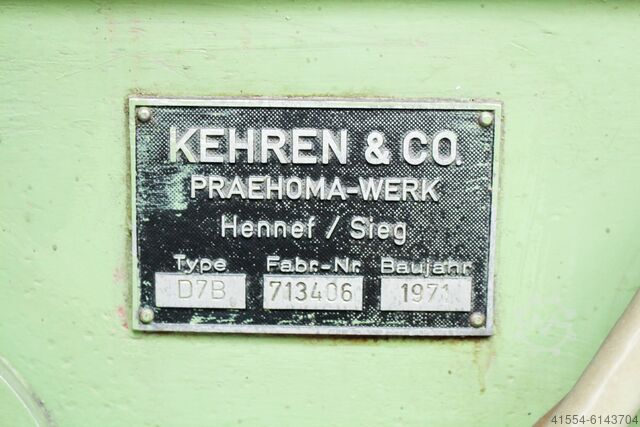 KEHREN & CO.
PRAEHOMA-WERK
Hennef / Sieg
Type Fabr.-Nr. Baujahr
D7B 713406 1971
41554-6143704